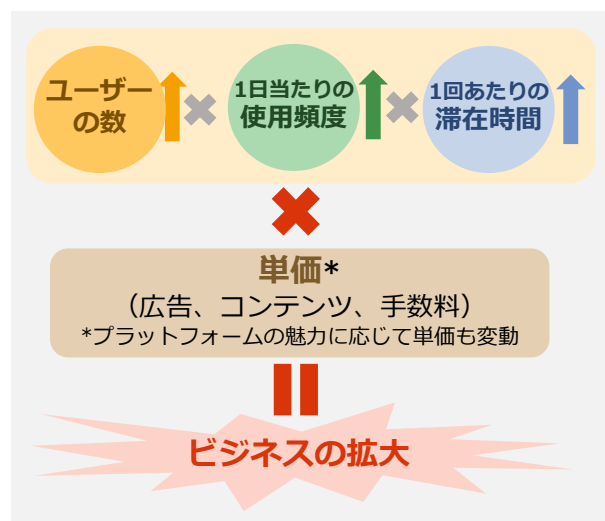 ユーザー
の数
1日当たりの
使用頻度
1回あたりの
滞在時間
単価*
（広告、コンテンツ、手数料）
*プラットフォームの魅力に応じて単価も変動
ビジネスの拡大